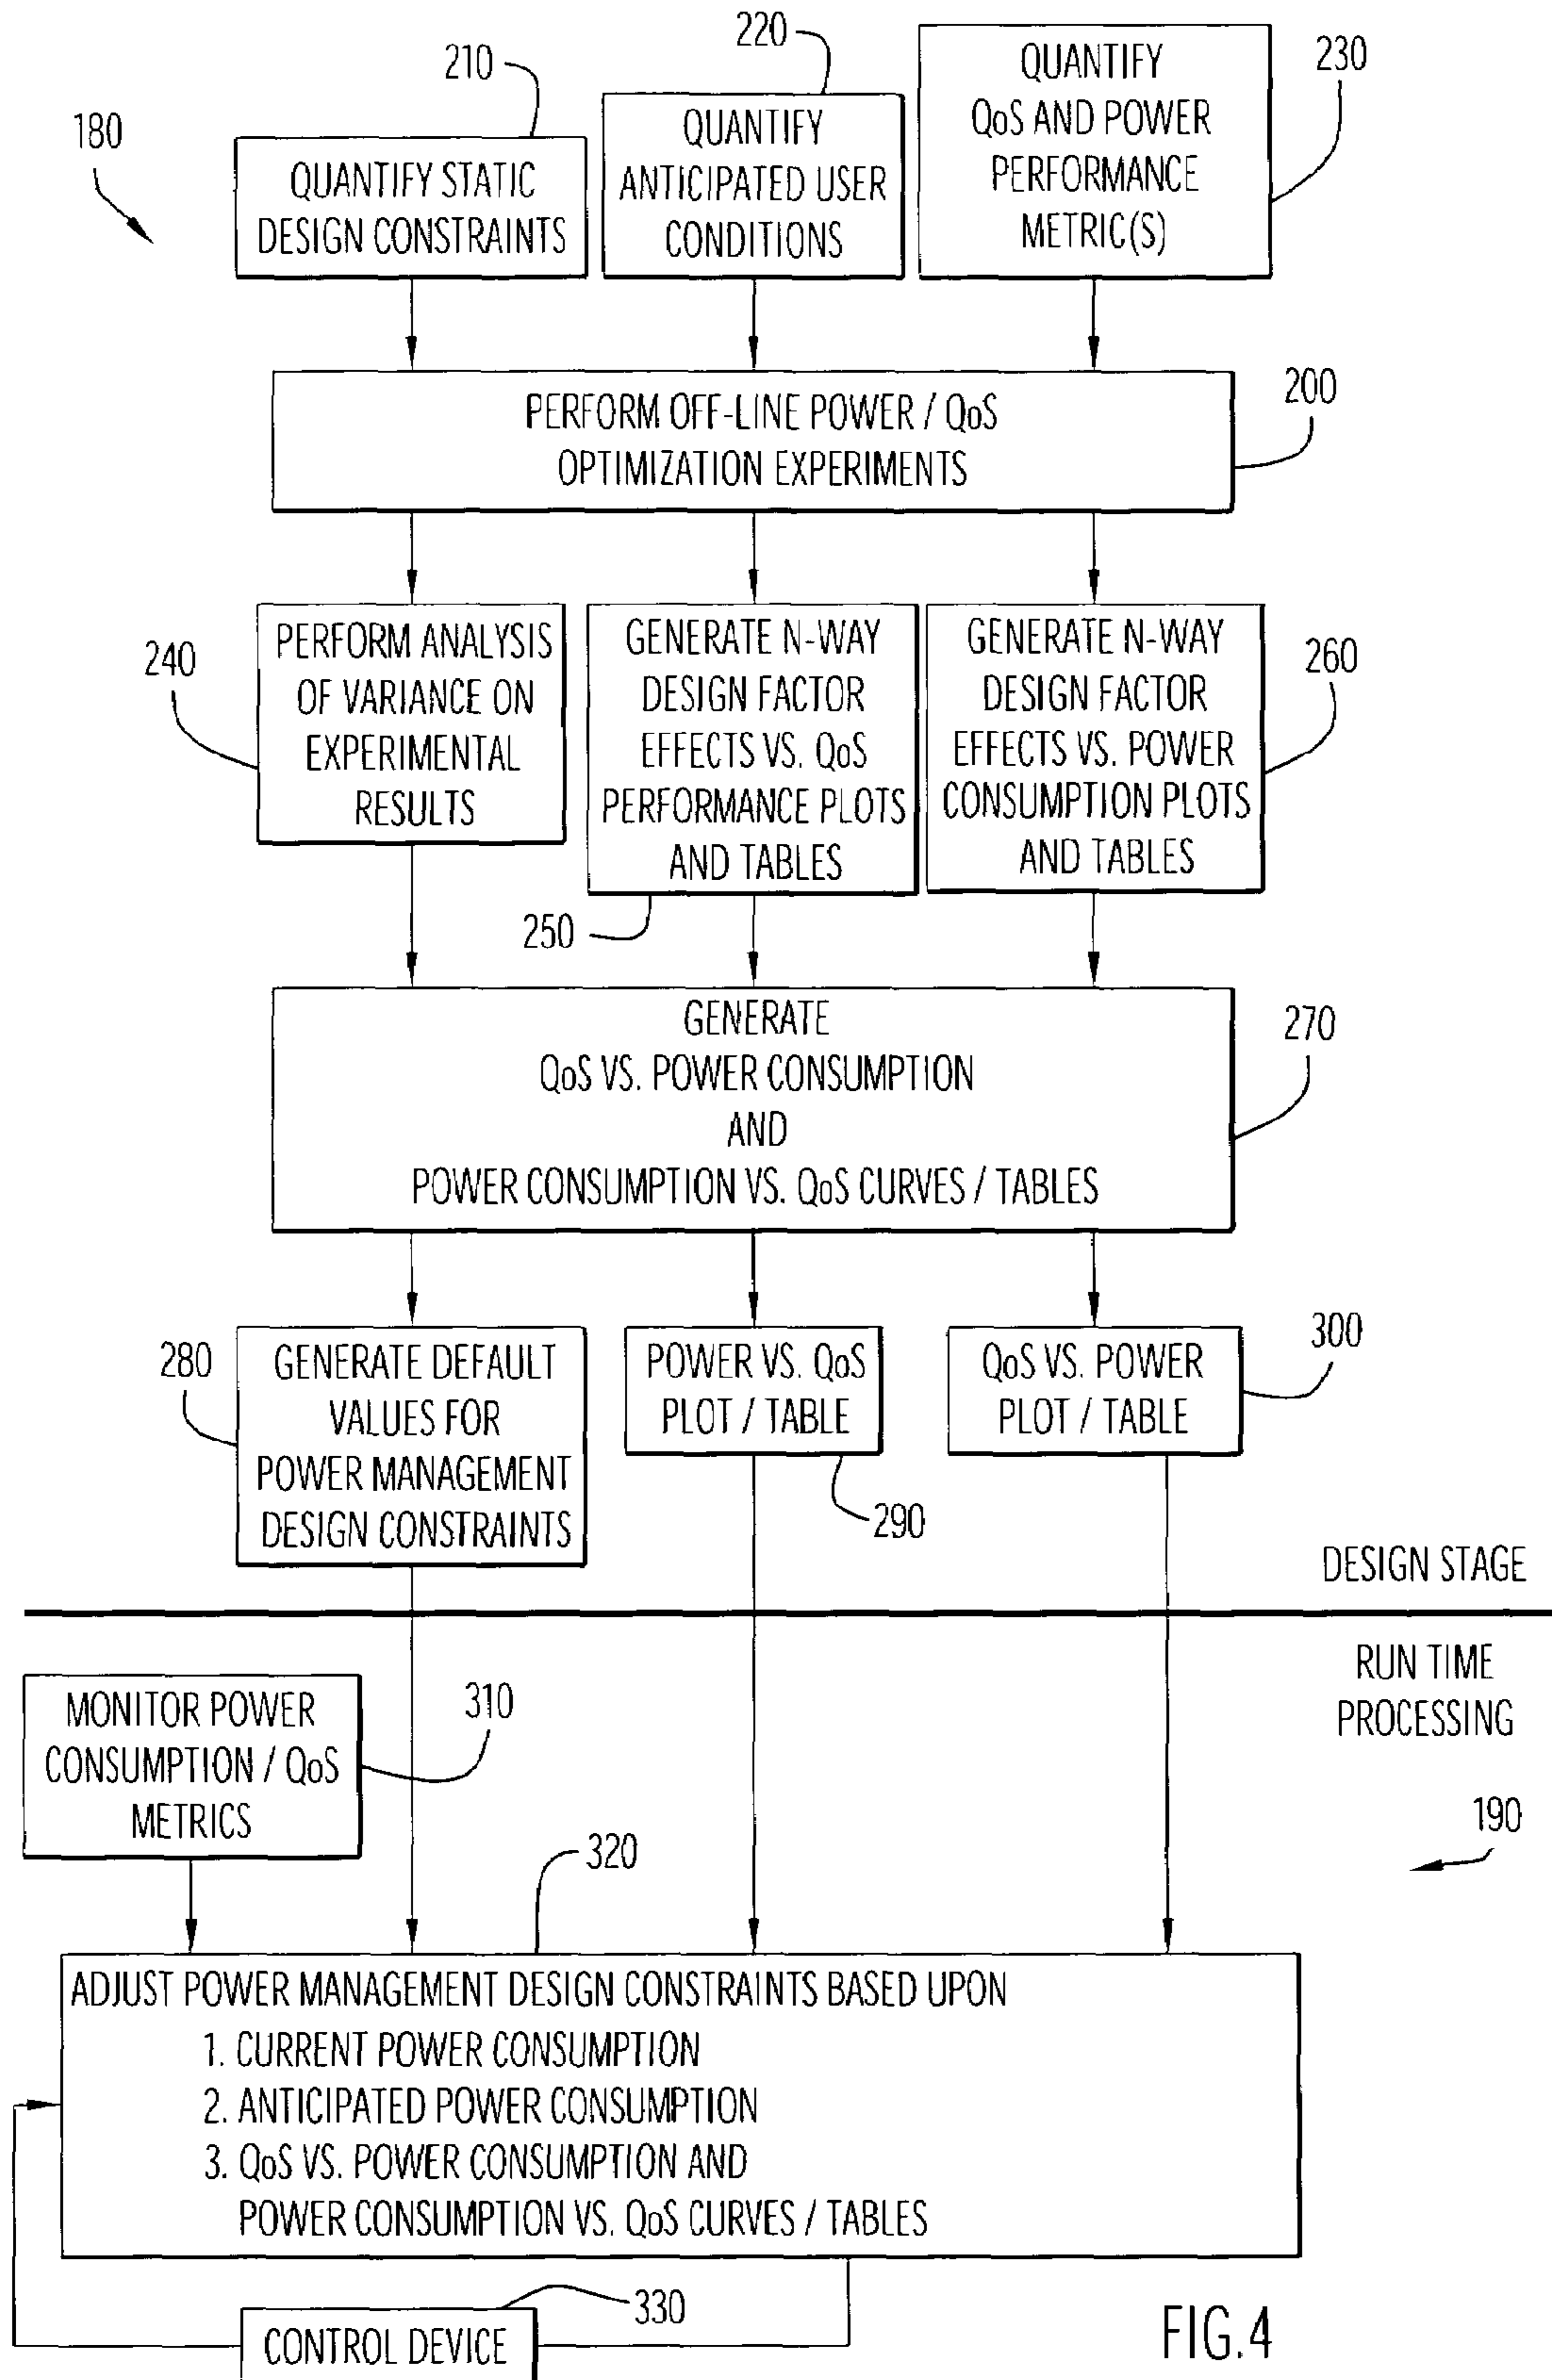 180
210
QUANTIFY STATIC
DESIGN CONSTRAINTS
220
QUANTIFY
ANTICIPATED USER
CONDITIONS
230
QUANTIFY
QoS AND POWER
PERFORMANCE
METRIC(S)
200
PERFORM OFF-LINE POWER / QoS
OPTIMIZATION EXPERIMENTS
240
PERFORM ANALYSIS
OF VARIANCE ON
EXPERIMENTAL
RESULTS
250
GENERATE N-WAY
DESIGN FACTOR
EFFECTS VS. QoS
PERFORMANCE PLOTS
AND TABLES
260
GENERATE N-WAY
DESIGN FACTOR
EFFECTS VS. POWER
CONSUMPTION PLOTS
AND TABLES
270
GENERATE
QoS VS. POWER CONSUMPTION
AND
POWER CONSUMPTION VS. QoS CURVES / TABLES
280
GENERATE DEFAULT
VALUES FOR
POWER MANAGEMENT
DESIGN CONSTRAINTS
POWER VS. QoS
PLOT / TABLE
290
QoS VS. POWER
PLOT / TABLE
300
DESIGN STAGE
RUN TIME
PROCESSING
190
MONITOR POWER
CONSUMPTION / QoS
METRICS
310
320
ADJUST POWER MANAGEMENT DESIGN CONSTRAINTS BASED UPON
1. CURRENT POWER CONSUMPTION
2. ANTICIPATED POWER CONSUMPTION
3. QoS VS. POWER CONSUMPTION AND
POWER CONSUMPTION VS. QoS CURVES / TABLES
330
CONTROL DEVICE
FIG.4